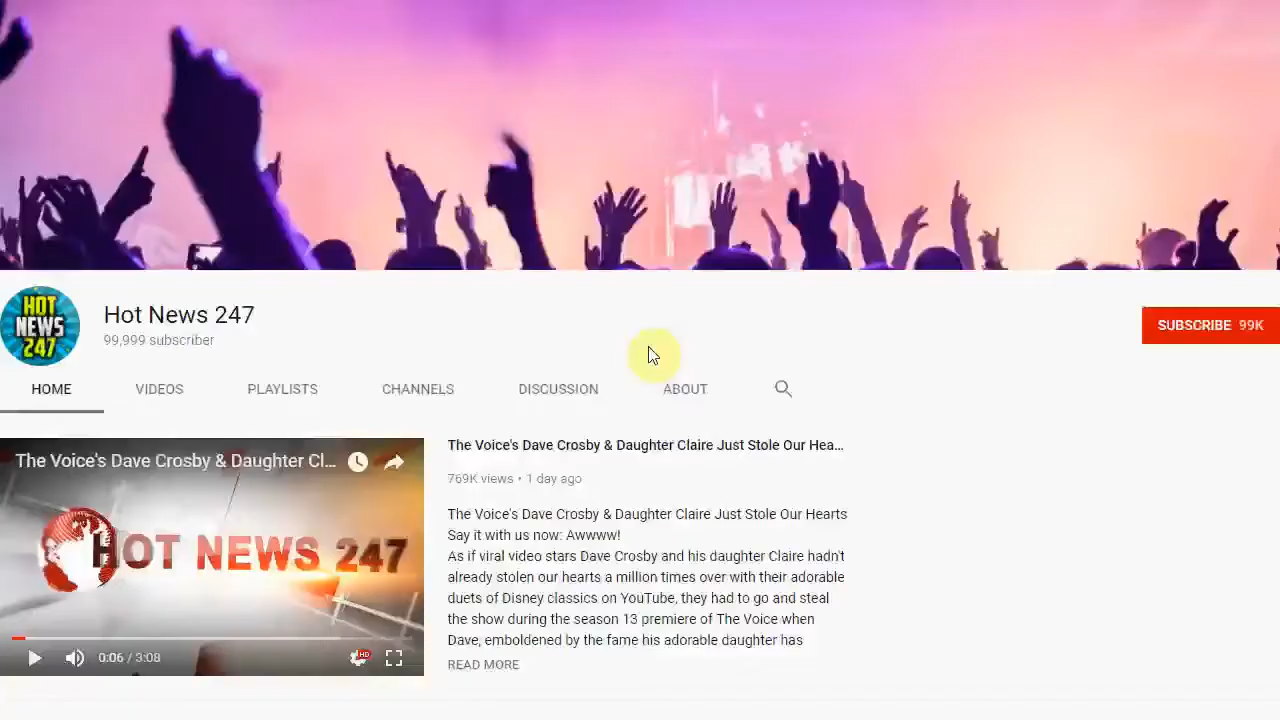 HOT
NEWS
247
Hot News 247
99,999 subscriber
SUBSCRIBE 99K
HOME VIDEOS PLAYLISTS CHANNELS DISCUSSION ABOUT
The Voice's Dave Crosby & Daughter Cl...
HOT NEWS 247
0:06 / 3:08
HD
The Voice's Dave Crosby & Daughter Claire Just Stole Our Hea...
769K views • 1 day ago
The Voice's Dave Crosby & Daughter Claire Just Stole Our Hearts
Say it with us now: Awwww!
As if viral video stars Dave Crosby and his daughter Claire hadn't
already stolen our hearts a million times over with their adorable
duets of Disney classics on YouTube, they had to go and steal
the show during the season 13 premiere of The Voice when
Dave, emboldened by the fame his adorable daughter has
READ MORE